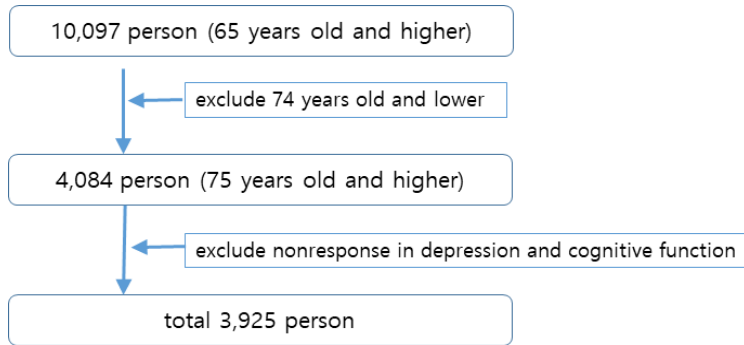 10,097 person (65 years old and higher)
exclude 74 years old and lower
4,084 person (75 years old and higher)
exclude nonresponse in depression and cognitive function
total 3,925 person